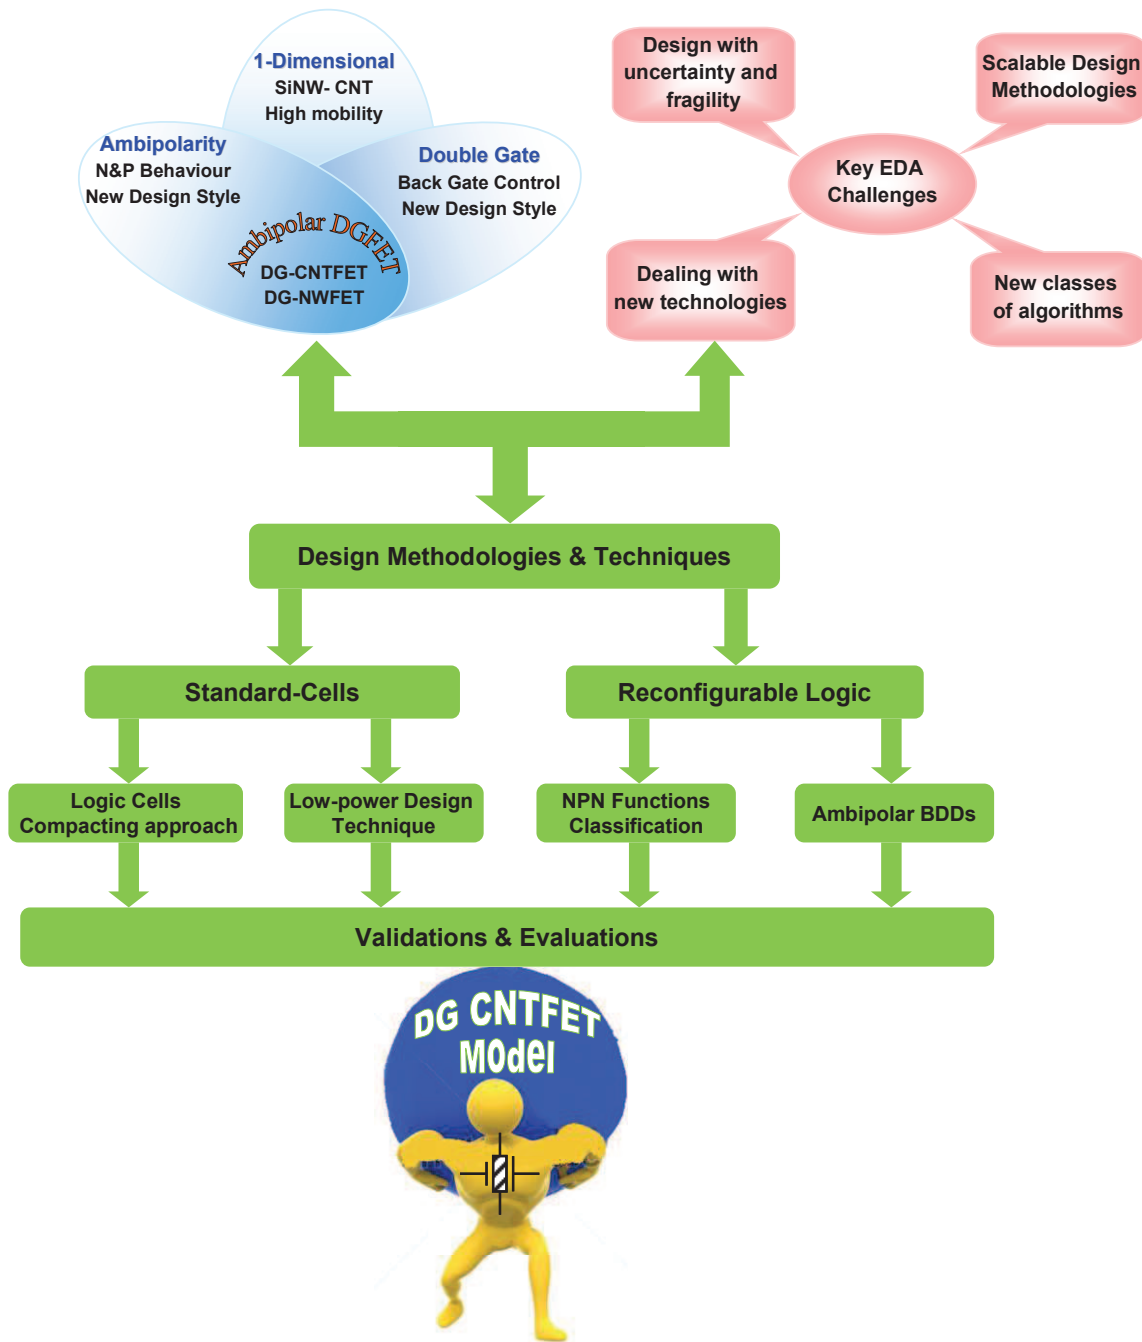 1-Dimensional
SiNW- CNT
High mobility
Ambipolarity
N&P Behaviour
New Design Style
Double Gate
Back Gate Control
New Design Style
Ambipolar DGFET
DG-CNTFET
DG-NWFET
Design with
uncertainty and
fragility
Scalable Design
Methodologies
Key EDA
Challenges
Dealing with
new technologies
New classes
of algorithms
Design Methodologies & Techniques
Standard-Cells
Reconfigurable Logic
Logic Cells
Compacting approach
Low-power Design
Technique
NPN Functions
Classification
Ambipolar BDDs
Validations & Evaluations
DG CNTFET
Model